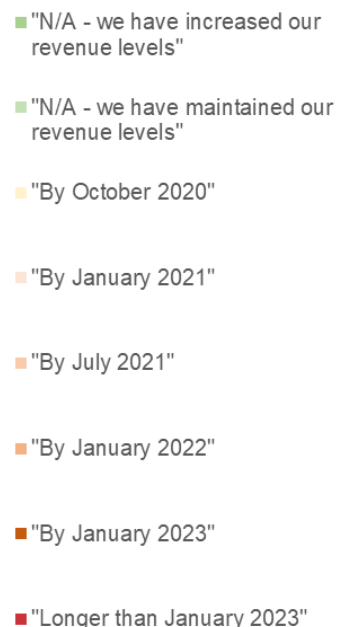 "N/A - we have increased our
revenue levels"
"N/A - we have maintained our
revenue levels"
"By October 2020"
"By January 2021"
"By July 2021"
"By January 2022"
"By January 2023"
"Longer than January 2023"